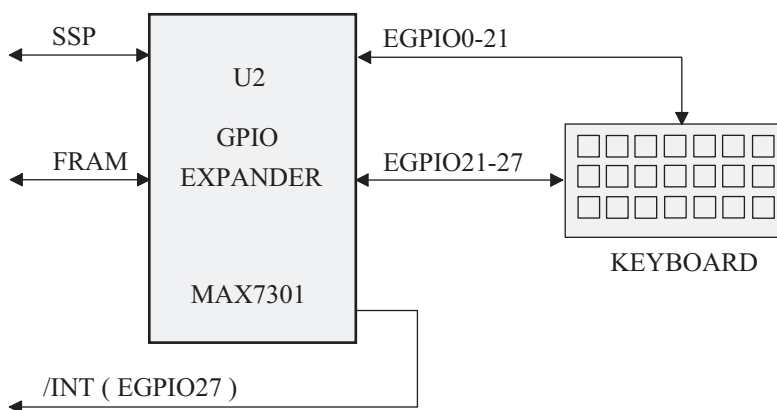 SSP
EGPIO0-21
U2
GPIO
FRAM
EXPANDER
EGPIO21-27
KEYBOARD
MAX7301
/INT ( EGPIO27 )